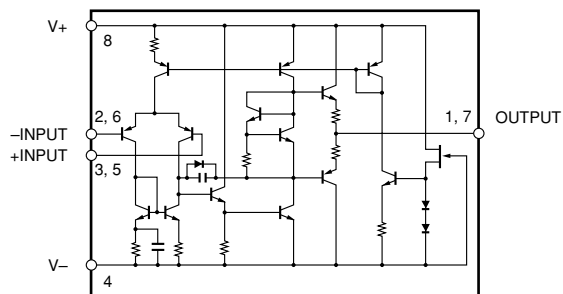 V+
8
2, 6
1, 7
OUTPUT
–INPUT
+INPUT
3, 5
V–
4